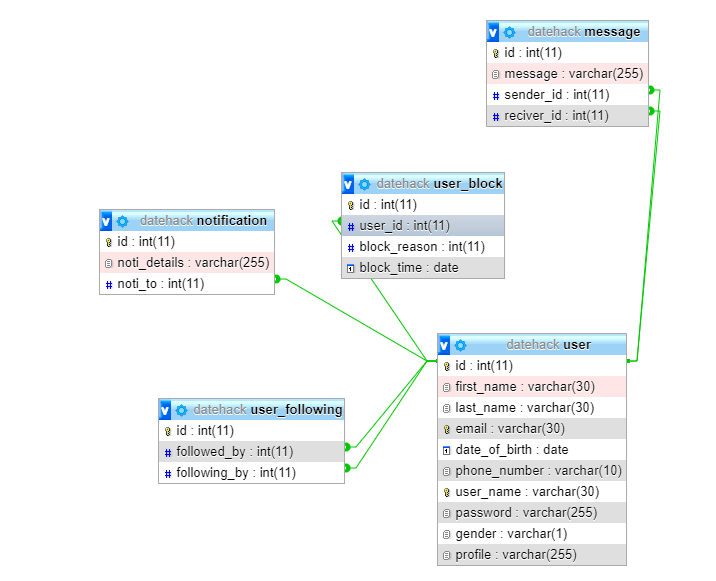 datehack message
id : int(11)
message : varchar(255)
sender_id : int(11)
reciver_id : int(11)
datehack user_block
id : int(11)
user_id : int(11)
block_reason : int(11)
block_time : date
datehack notification
id : int(11)
noti_details : varchar(255)
noti_to : int(11)
datehack user
id : int(11)
first_name : varchar(30)
last_name : varchar(30)
email : varchar(30)
date_of_birth : date
phone_number : varchar(10)
user_name : varchar(30)
password : varchar(255)
gender : varchar(1)
profile : varchar(255)
datehack user_following
id : int(11)
followed_by : int(11)
following_by : int(11)